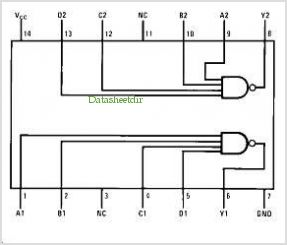 Vcc D2 C2 NC B2 A2 Y2
14 13 12 11 10 9 8
Datasheetdir
1 2 3 4 5 6 7
A1 B1 NC C1 D1 Y1 GND